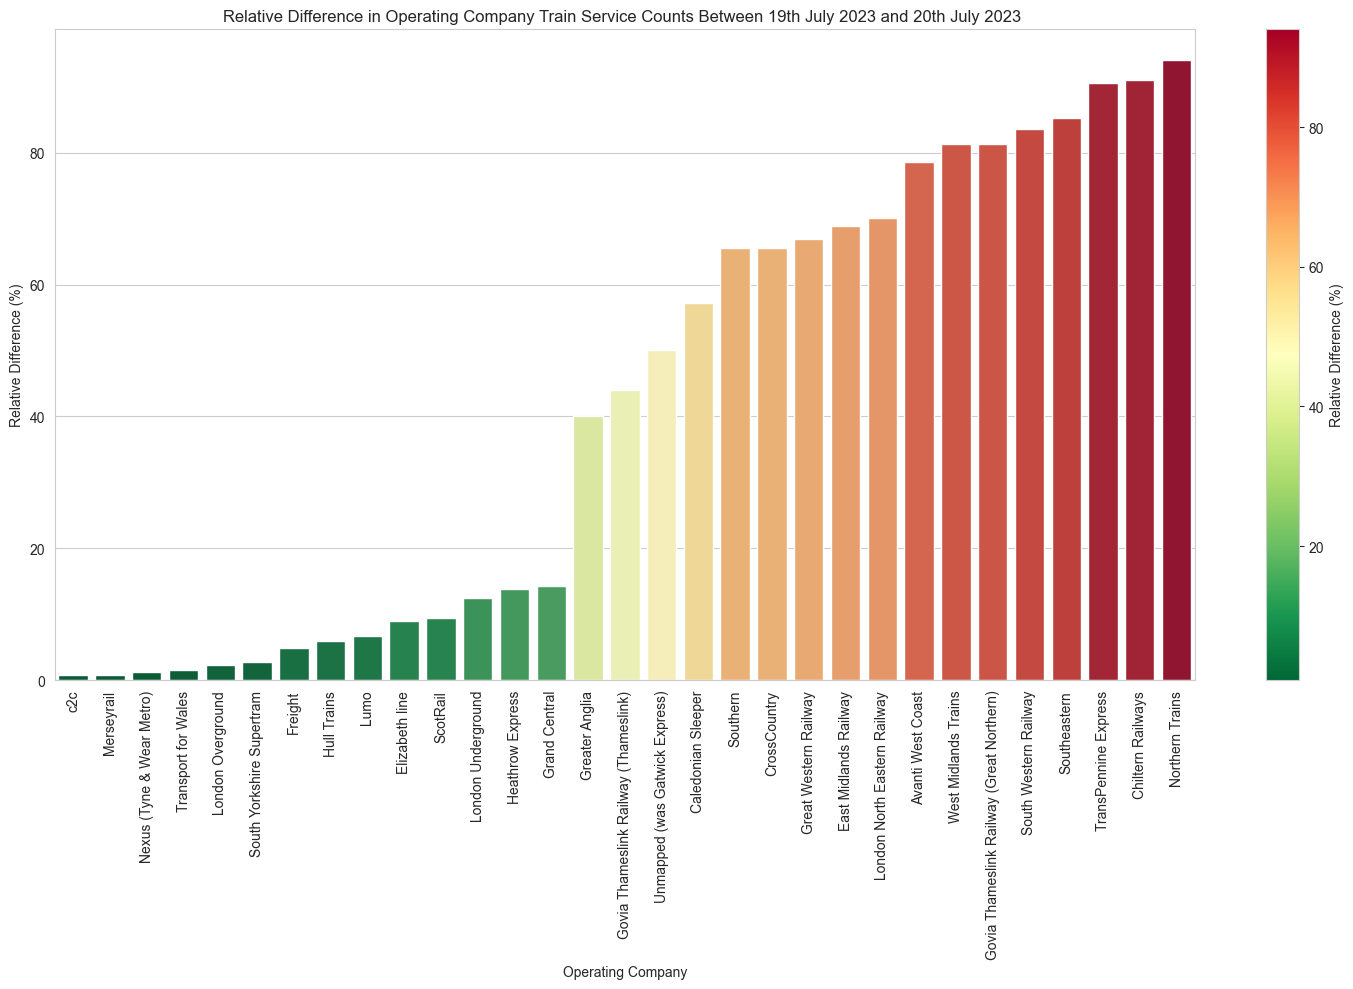 Relative Difference in Operating Company Train Service Counts Between 19th July 2023 and 20th July 2023
Relative Difference (%)
80
60
40
20
0
c2c
Merseyrail
Nexus (Tyne & Wear Metro)
Transport for Wales
London Overground
South Yorkshire Supertram
Freight
Hull Trains
Lumo
Elizabeth line
ScotRail
London Underground
Heathrow Express
Grand Central
Greater Anglia
Govia Thameslink Railway (Thameslink)
Unmapped (was Gatwick Express)
Caledonian Sleeper
Southern
CrossCountry
Great Western Railway
East Midlands Railway
London North Eastern Railway
Avanti West Coast
West Midlands Trains
Govia Thameslink Railway (Great Northern)
South Western Railway
Southeastern
TransPennine Express
Chiltern Railways
Northern Trains
Operating Company
80
60
40
20
Relative Difference (%)